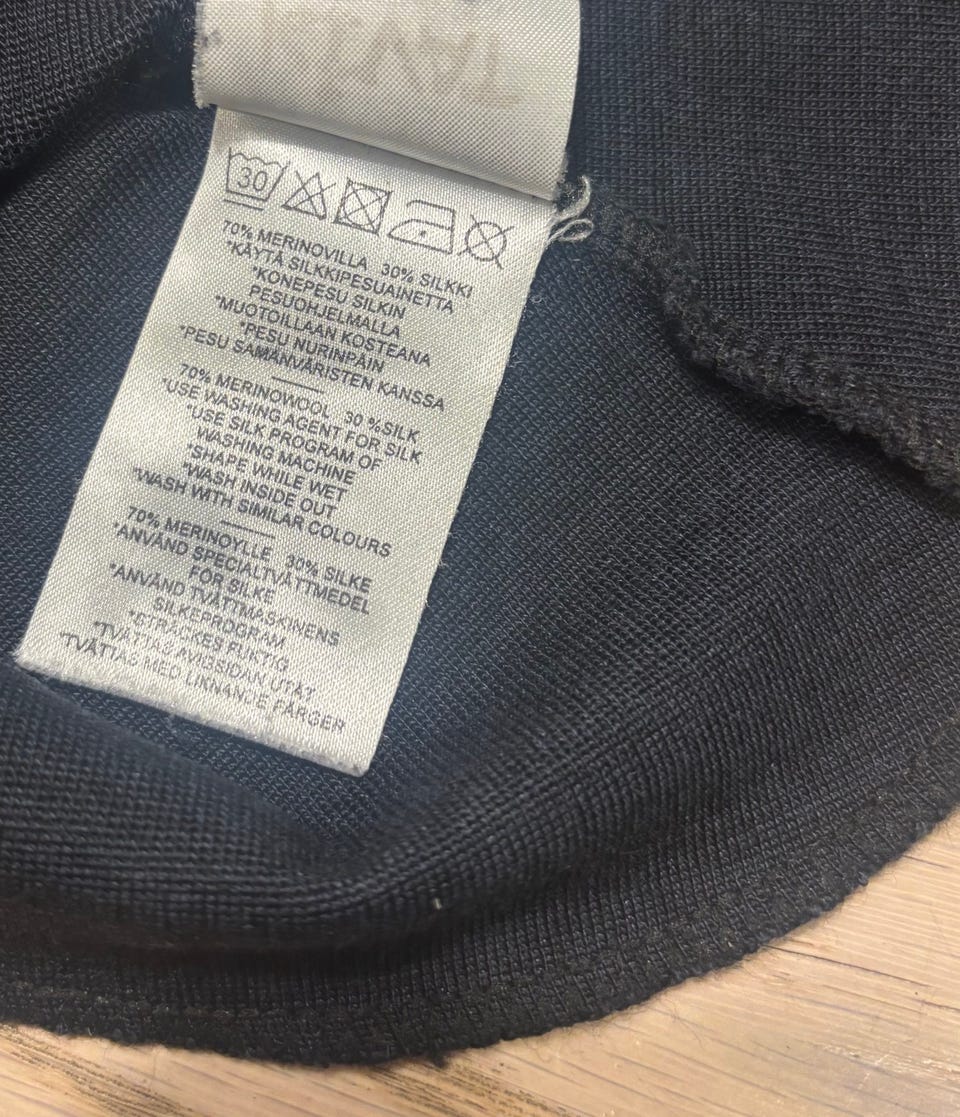 30
70% MERINOVILLA 30% SILKKI
*KÄYTÄ SILKKIPESUAINETTA
*KONEPESU SILKIN
PESUOHJELMALLA
*MUOTOILLAAN KOSTEANA
*PESU NURINPÄIN
*PESU SAMANVÄRISTEN KANSSA
70% MERINOWOOL 30 %SILK
*USE WASHING AGENT FOR SILK
*USE SILK PROGRAM OF
WASHING MACHINE
*SHAPE WHILE WET
*WASH INSIDE OUT
*WASH WITH SIMILAR COLOURS
70% MERINOYLLE 30% SILKE
*ANVÄND SPECIALTVÄTTMEDEL
FÖR SILKE
*ANVÄND TVÄTTMASKINENS
SILKEPROGRAM
*STRÄCKES FUKTIG
*TVÄTTAS AVIGSIDAN UTÅT
*TVÄTTAS MED LIKNANDE FÄRGER